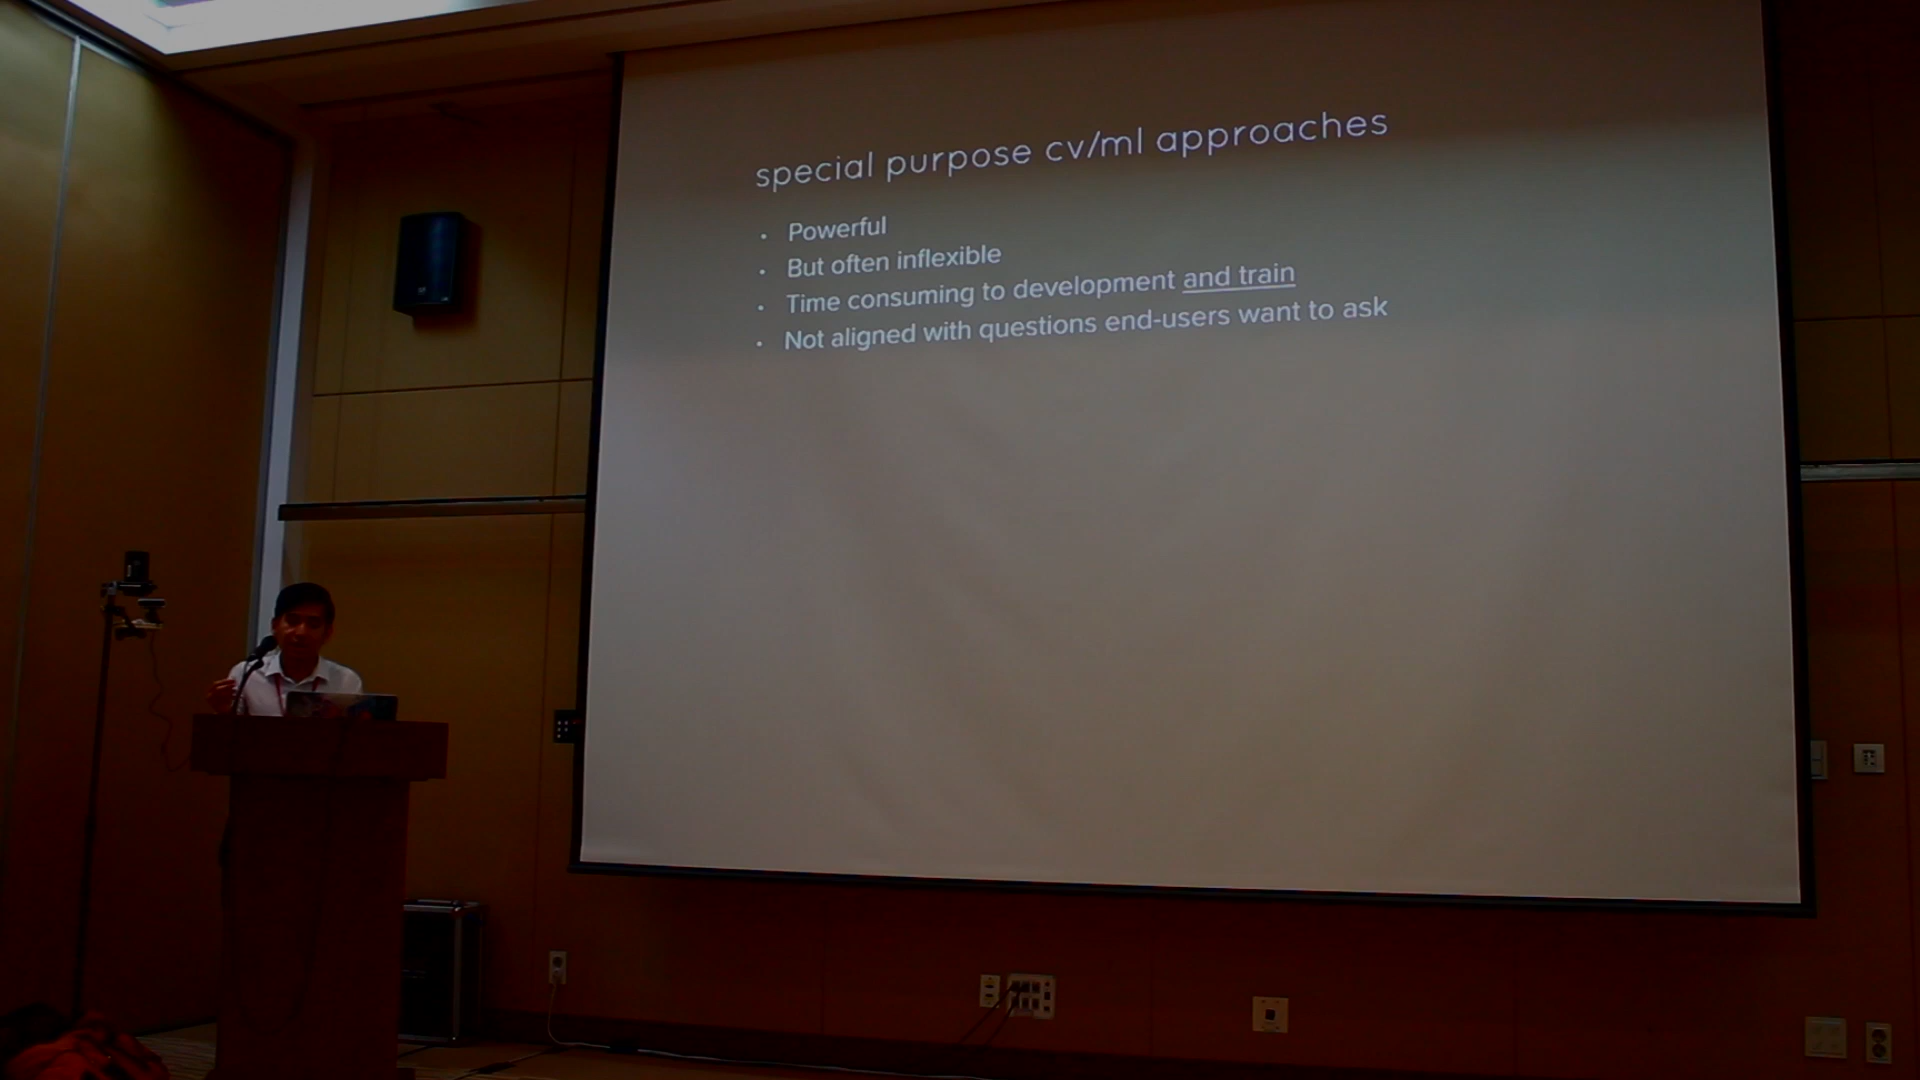 special purpose cv/ml approaches
• Powerful
• But often inflexible
• Time consuming to development and train
• Not aligned with questions end-users want to ask